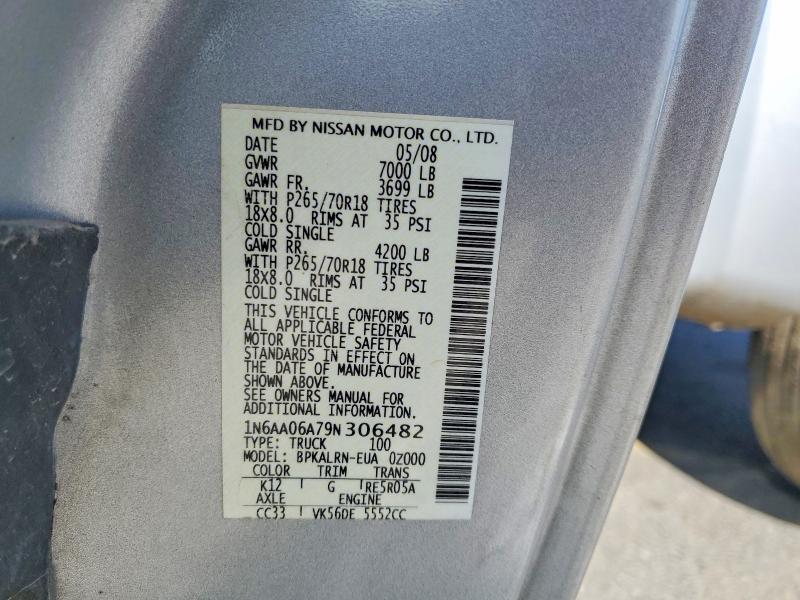 MFD BY NISSAN MOTOR CO., LTD.
DATE 05/08
GVWR 7000 LB
GAWR FR. 3699 LB
WITH P265/70R18 TIRES
18X8.0 RIMS AT 35 PSI
COLD SINGLE
GAWR RR. 4200 LB
WITH P265/70R18 TIRES
18X8.0 RIMS AT 35 PSI
COLD SINGLE
THIS VEHICLE CONFORMS TO
ALL APPLICABLE FEDERAL
MOTOR VEHICLE SAFETY
STANDARDS IN EFFECT ON
THE DATE OF MANUFACTURE
SHOWN ABOVE.
SEE OWNERS MANUAL FOR
ADDITIONAL INFORMATION.
1N6AA06A79N306482
TYPE: TRUCK 100
MODEL: BPKALRN-EUA 0Z000
COLOR TRIM TRANS
K12 G RE5R05A
AXLE ENGINE
CC33 VK56DE 5552CC